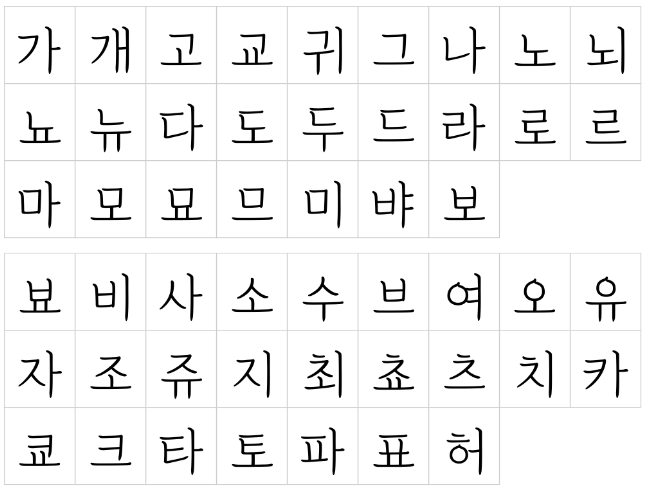 가 개 고 교 귀 그 나 노 뇌
뇨 뉴 다 도 두 드 라 로 르
마 모 묘 므 미 뱌 보
뵤 비 사 소 수 브 여 오 유
자 조 쥬 지 최 쵸 츠 치 카
쿄 크 타 토 파 표 허